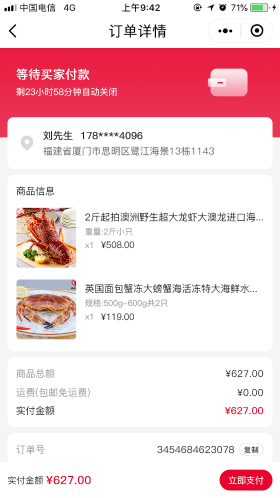 中国电信 4G 上午9:42 71%
订单详情
等待买家付款
剩23小时58分钟自动关闭
刘先生 178****4096
福建省厦门市思明区鹭江海景13栋1143
商品信息
2斤起拍澳洲野生超大龙虾大澳龙进口海...
重量:2斤小只
x1 ¥508.00
英国面包蟹冻大螃蟹海活冻特大海鲜水...
规格:500g~600g共2只
x1 ¥119.00
商品总额 ¥627.00
运费(包邮免运费) ¥0.00
实付金额 ¥627.00
订单号 3454684623078 复制
实付金额 ¥627.00 立即支付